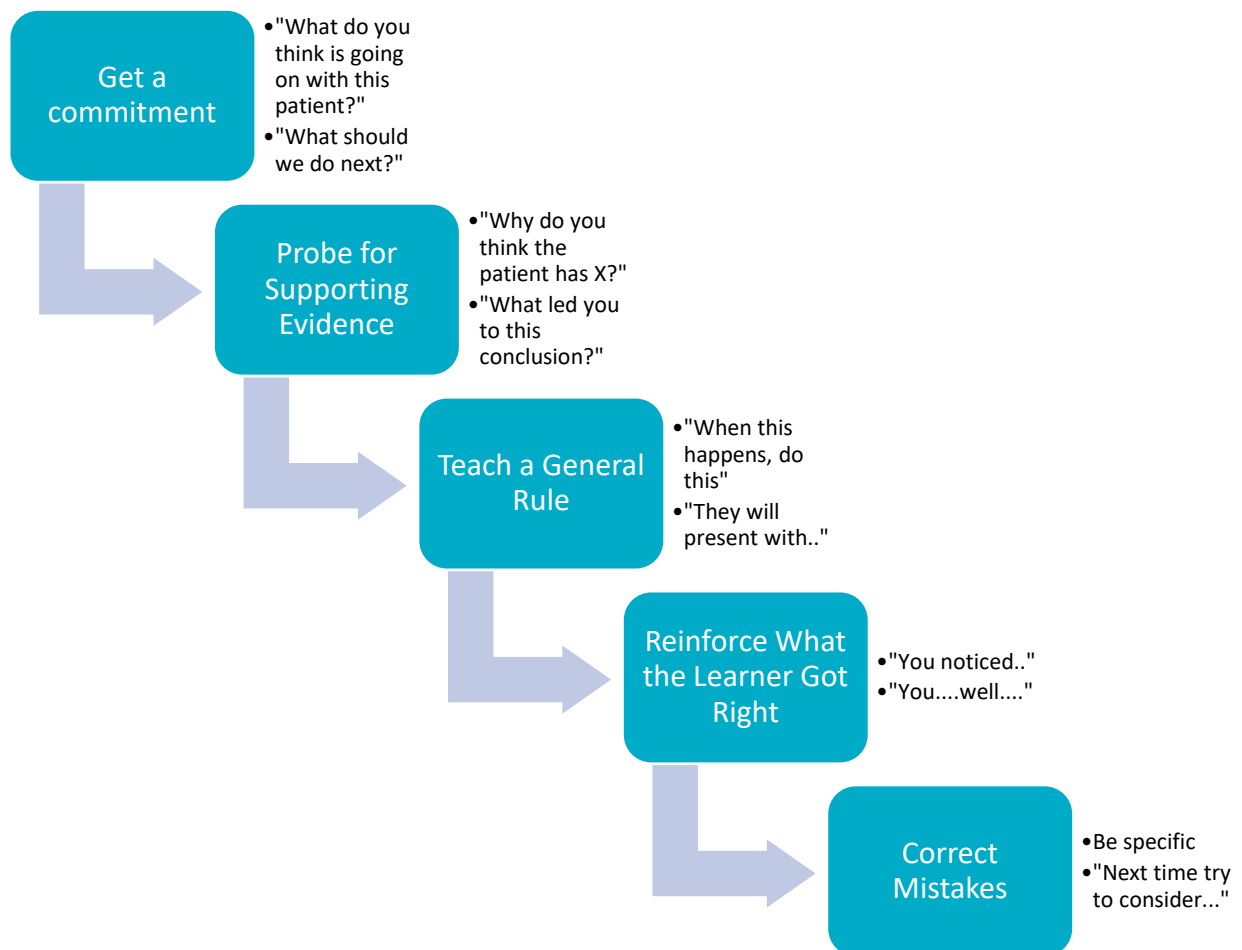 Get a
commitment
•"What do you
think is going
on with this
patient?"
•"What should
we do next?"
Probe for
Supporting
Evidence
•"Why do you
think the
patient has X?"
•"What led you
to this
conclusion?"
Teach a General
Rule
•"When this
happens, do
this"
•"They will
present with.."
Reinforce What
the Learner Got
Right
•"You noticed.."
•"You....well...."
Correct
Mistakes
•Be specific
•"Next time try
to consider..."